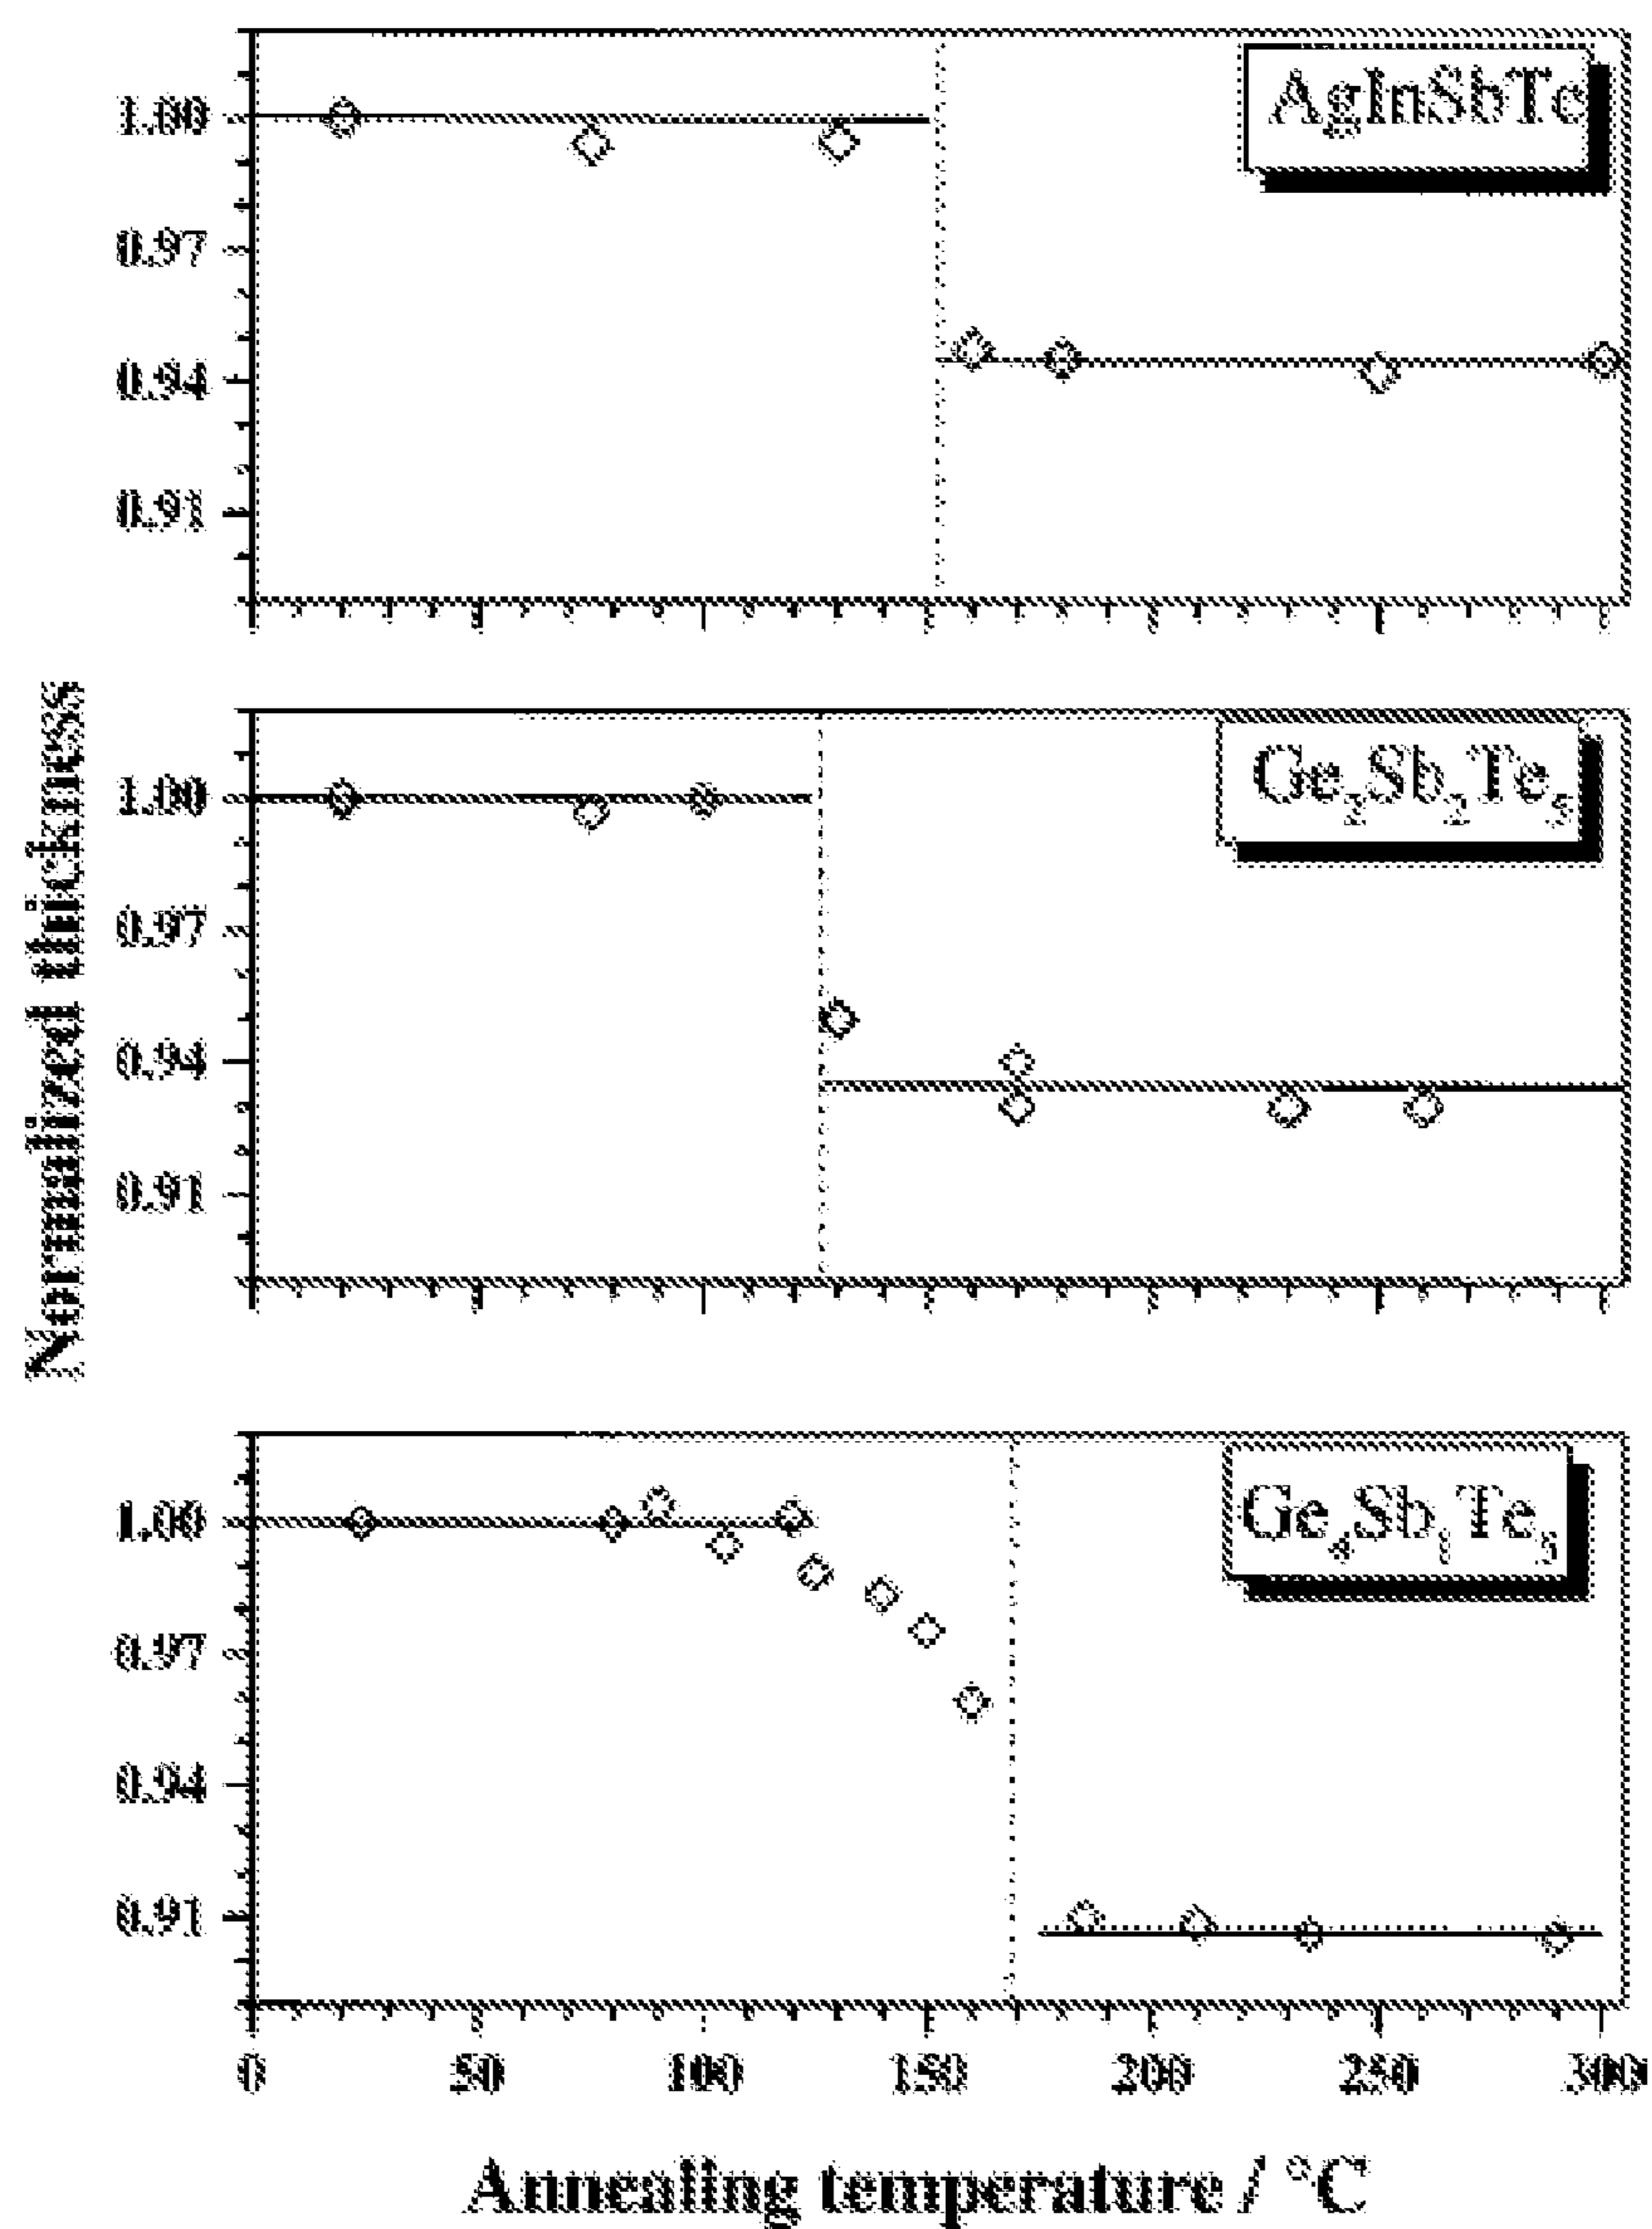 AgInSbTe
1.00
0.97
0.94
0.91
Normalized thickness
Ge2Sb2Te5
1.00
0.97
0.94
0.91
Ge4Sb1Te5
1.00
0.97
0.94
0.91
0 50 100 150 200 250 300
Annealing temperature / °C